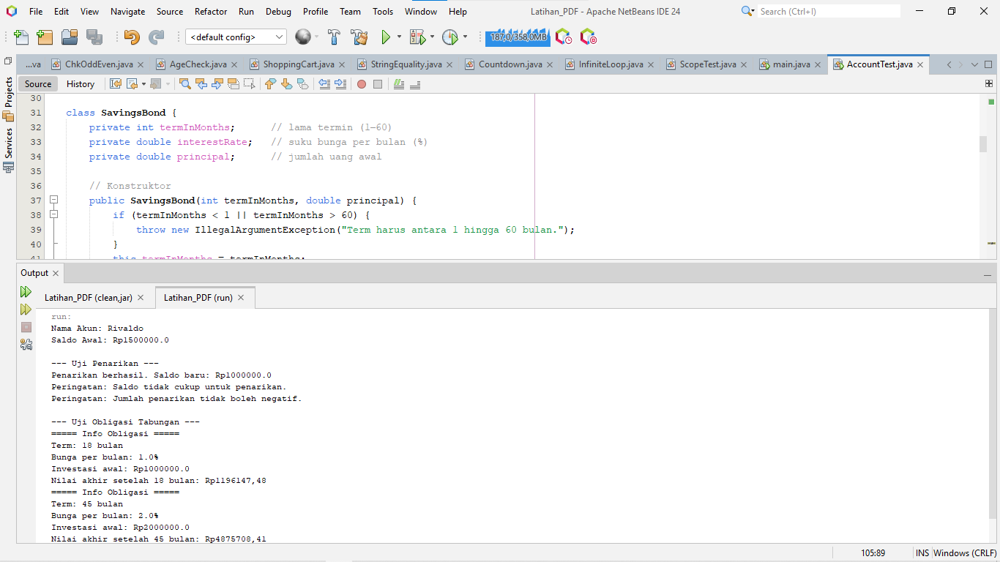 File Edit View Navigate Source Refactor Run Debug Profile Team Tools Window Help
Latihan_PDF - Apache NetBeans IDE 24
Search (Ctrl+I)
<default config>
187,0/358,0MB
...va ChkOddEven.java AgeCheck.java ShoppingCart.java StringEquality.java Countdown.java InfiniteLoop.java ScopeTest.java main.java AccountTest.java
Source History
Projects
Services
30
31 class SavingsBond {
32 private int termInMonths; // lama termin (1–60)
33 private double interestRate; // suku bunga per bulan (%)
34 private double principal; // jumlah uang awal
35
36 // Konstruktor
37 public SavingsBond(int termInMonths, double principal) {
38 if (termInMonths < 1 || termInMonths > 60) {
39 throw new IllegalArgumentException("Term harus antara 1 hingga 60 bulan.");
40 }
41 this.termInMonths = termInMonths;
Output
Latihan_PDF (clean,jar) Latihan_PDF (run)
run:
Nama Akun: Rivaldo
Saldo Awal: Rp1500000.0
--- Uji Penarikan ---
Penarikan berhasil. Saldo baru: Rp1000000.0
Peringatan: Saldo tidak cukup untuk penarikan.
Peringatan: Jumlah penarikan tidak boleh negatif.
--- Uji Obligasi Tabungan ---
===== Info Obligasi =====
Term: 18 bulan
Bunga per bulan: 1.0%
Investasi awal: Rp1000000.0
Nilai akhir setelah 18 bulan: Rp1196147,48
===== Info Obligasi =====
Term: 45 bulan
Bunga per bulan: 2.0%
Investasi awal: Rp2000000.0
Nilai akhir setelah 45 bulan: Rp4875708,41
105:89 INS Windows (CRLF)